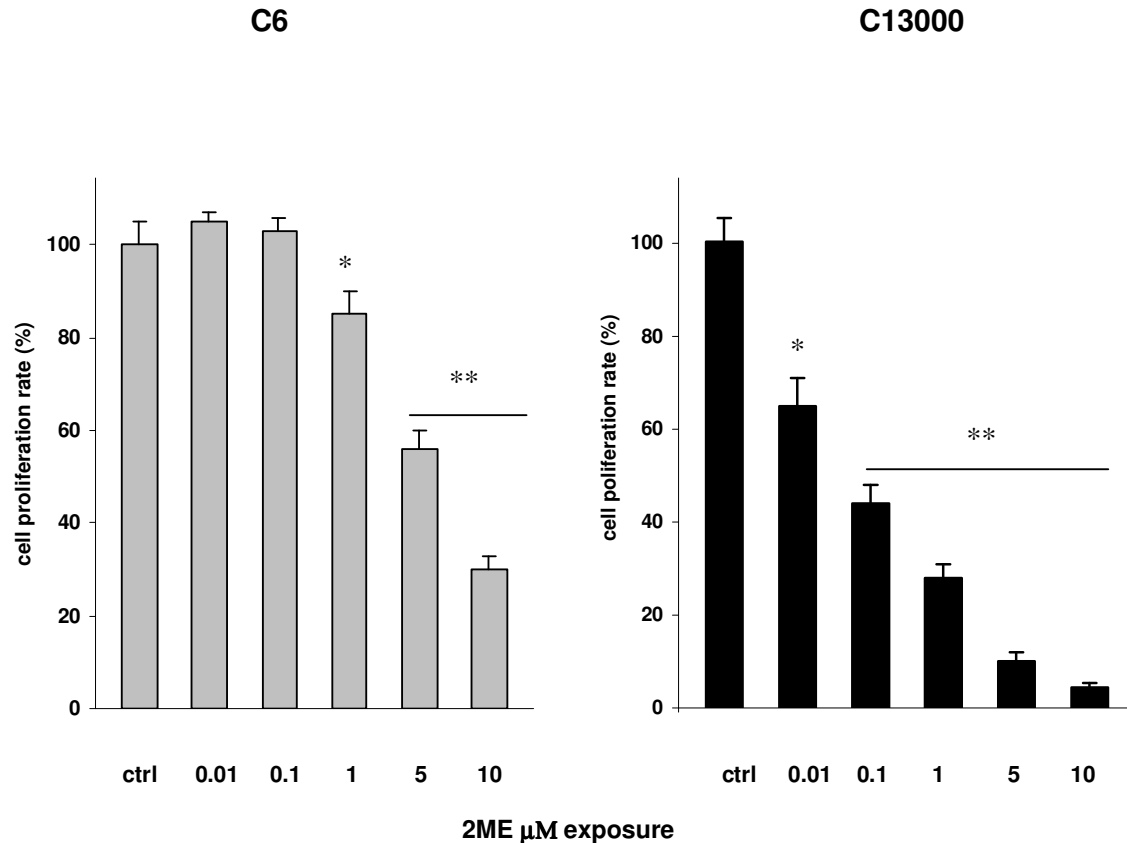 C6
100
80
60
40
20
0
cell proliferation rate (%)
*
**
ctrl 0.01 0.1 1 5 10
C13000
100
80
60
40
20
0
cell poliferation rate (%)
*
**
ctrl 0.01 0.1 1 5 10
2ME µM exposure